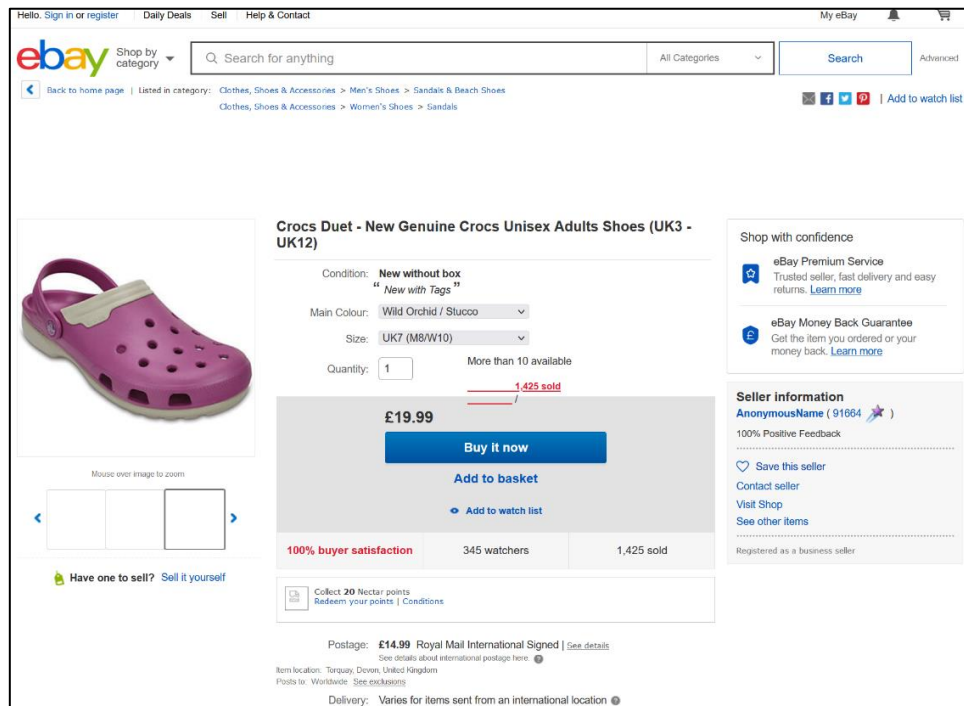 Hello. Sign in or register
Daily Deals
Sell
Help & Contact
My eBay
ebay
Shop by
category
Search for anything
All Categories
Search
Advanced
Back to home page | Listed in category:
Clothes, Shoes & Accessories > Men's Shoes > Sandals & Beach Shoes
Clothes, Shoes & Accessories > Women's Shoes > Sandals
| Add to watch list
Crocs Duet - New Genuine Crocs Unisex Adults Shoes (UK3 -
UK12)
Condition: New without box
“ New with Tags ”
Main Colour: Wild Orchid / Stucco
Size: UK7 (M8/W10)
Quantity: 1
More than 10 available
1,425 sold
/
£19.99
Buy it now
Add to basket
Add to watch list
100% buyer satisfaction
345 watchers
1,425 sold
Mouse over image to zoom
Have one to sell? Sell it yourself
Collect 20 Nectar points
Redeem your points | Conditions
Postage: £14.99 Royal Mail International Signed | See details
See details about international postage here. ?
Item location: Torquay, Devon, United Kingdom
Posts to: Worldwide See exclusions
Delivery: Varies for items sent from an international location ?
Shop with confidence
eBay Premium Service
Trusted seller, fast delivery and easy
returns. Learn more
eBay Money Back Guarantee
£
Get the item you ordered or your
money back. Learn more
Seller information
AnonymousName ( 91664 )
100% Positive Feedback
Save this seller
Contact seller
Visit Shop
See other items
Registered as a business seller